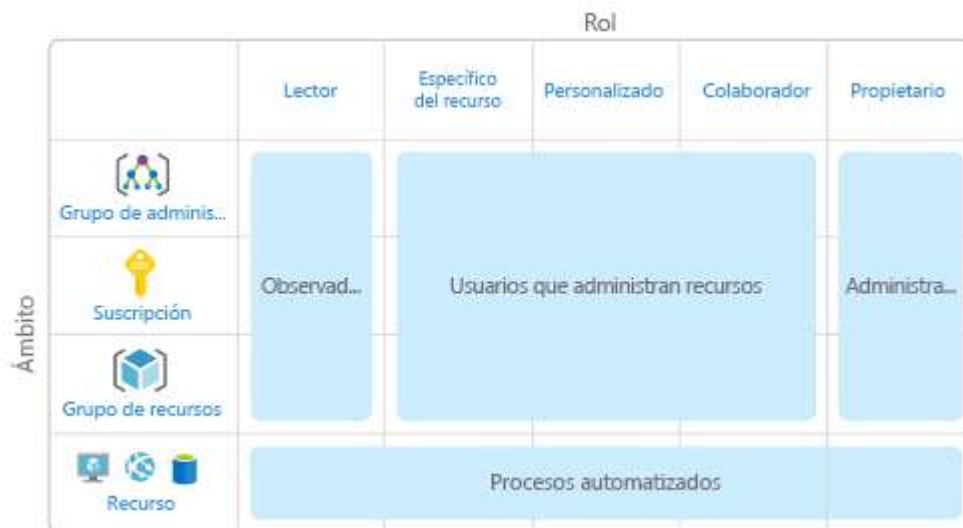 Rol
Lector
Específico
del recurso
Personalizado
Colaborador
Propietario
Ámbito
Grupo de adminis...
Suscripción
Grupo de recursos
Recurso
Observad...
Usuarios que administran recursos
Administra...
Procesos automatizados